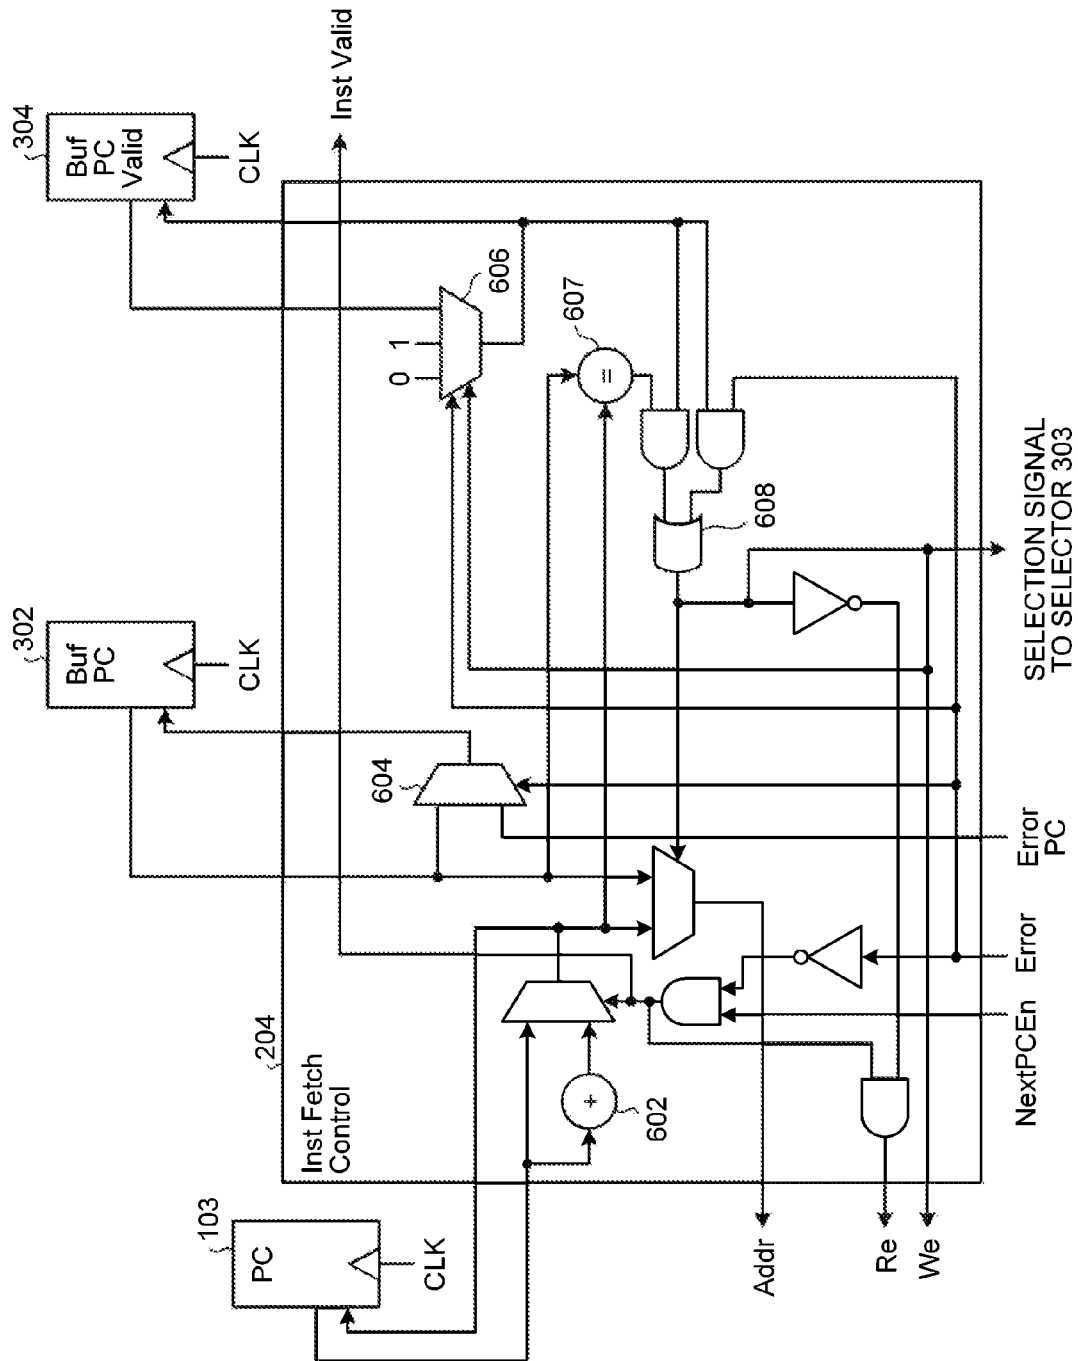 103
PC
CLK
204
Inst Fetch
Control
302
Buf
PC
CLK
304
Buf
PC
Valid
CLK
Inst Valid
602
+
604
0
1
606
607
=
608
Addr
Re
We
NextPCEn
Error
Error
PC
SELECTION SIGNAL
TO SELECTOR 303